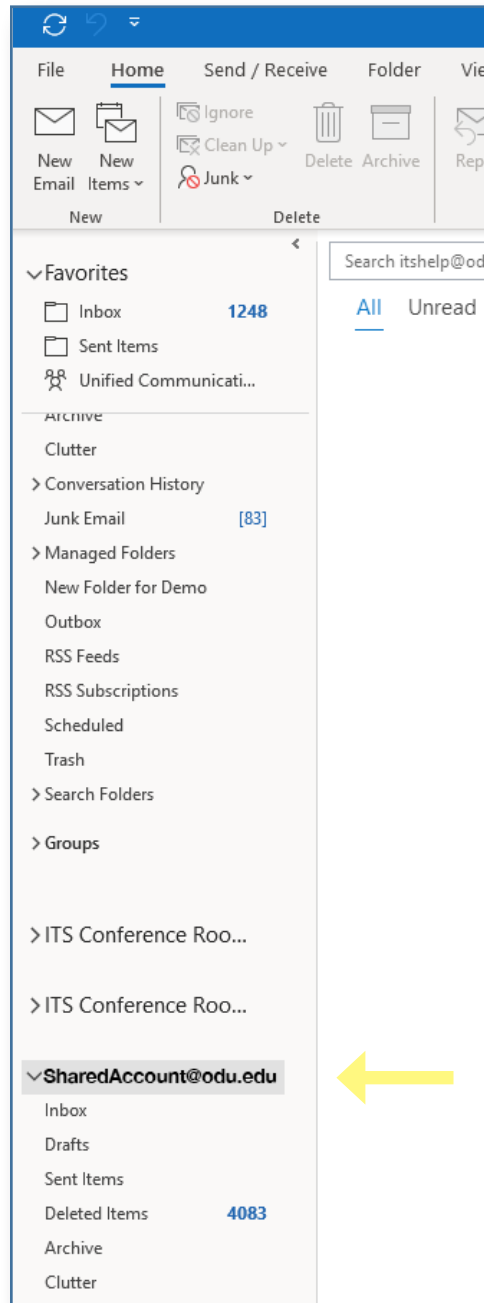 File Home Send / Receive Folder Vie
Ignore
Clean Up
Junk
New Email
New Items
Delete Archive Rep
New Delete
Favorites
Search itshelp@od
Inbox 1248
All Unread
Sent Items
Unified Communicati...
Archive
Clutter
Conversation History
Junk Email [83]
Managed Folders
New Folder for Demo
Outbox
RSS Feeds
RSS Subscriptions
Scheduled
Trash
Search Folders
Groups
ITS Conference Roo...
ITS Conference Roo...
SharedAccount@odu.edu
Inbox
Drafts
Sent Items
Deleted Items 4083
Archive
Clutter